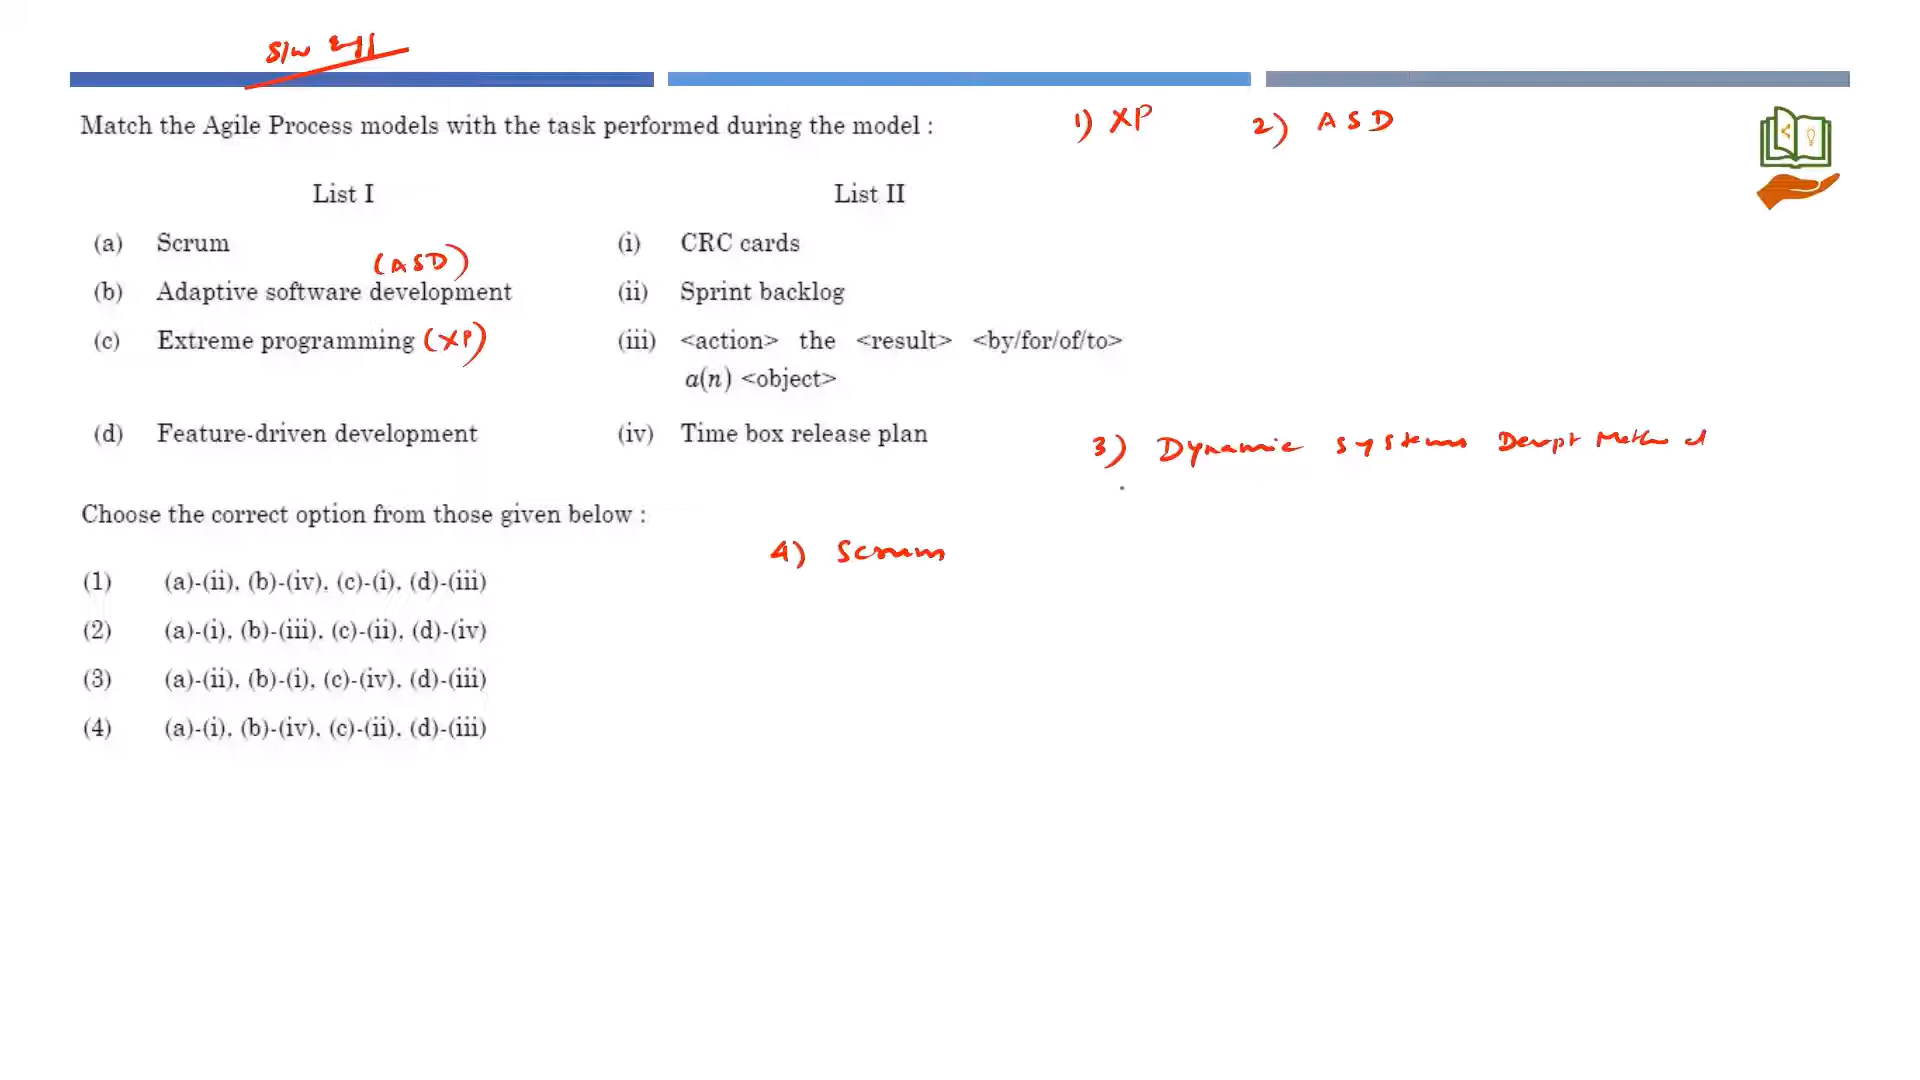 S/w Egg
Match the Agile Process models with the task performed during the model :
1) XP 2) ASD
List I List II
(a) Scrum (i) CRC cards
(ASD)
(b) Adaptive software development (ii) Sprint backlog
(c) Extreme programming (XP) (iii) <action> the <result> <by/for/of/to>
a(n) <object>
(d) Feature-driven development (iv) Time box release plan
3) Dynamic Systems Devpt Method
Choose the correct option from those given below :
4) Scrum
(1) (a)-(ii), (b)-(iv), (c)-(i), (d)-(iii)
(2) (a)-(i), (b)-(iii), (c)-(ii), (d)-(iv)
(3) (a)-(ii), (b)-(i), (c)-(iv), (d)-(iii)
(4) (a)-(i), (b)-(iv), (c)-(ii), (d)-(iii)